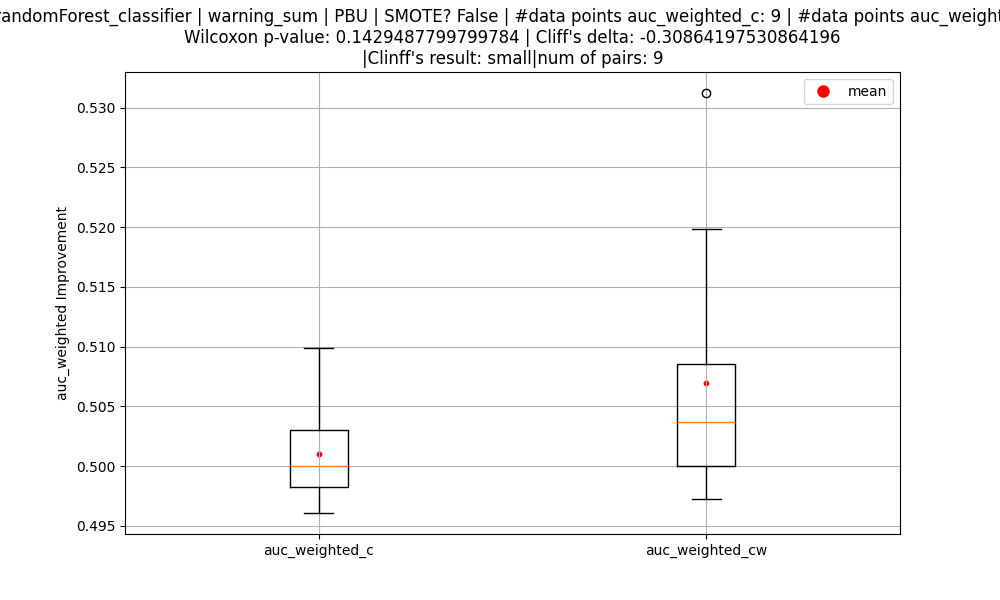 randomForest_classifier | warning_sum | PBU | SMOTE? False | #data points auc_weighted_c: 9 | #data points auc_weight
Wilcoxon p-value: 0.1429487799799784 | Cliff's delta: -0.30864197530864196
|Clinff's result: small|num of pairs: 9
mean
0.530
0.525
0.520
0.515
0.510
0.505
0.500
0.495
auc_weighted Improvement
auc_weighted_c
auc_weighted_cw